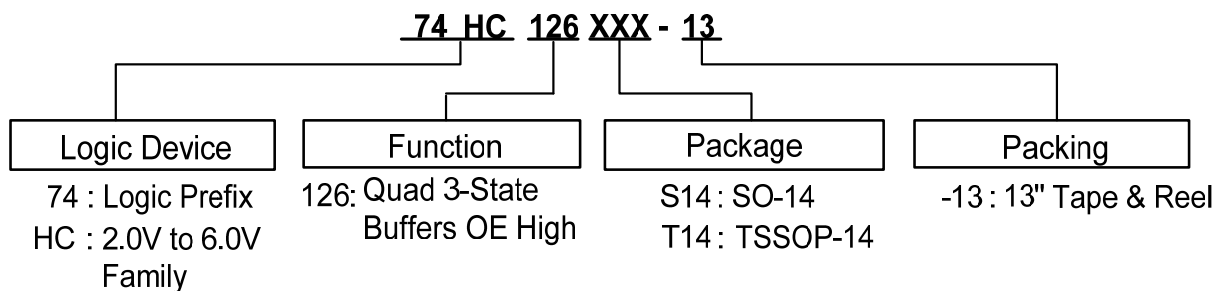 74 HC 126 XXX - 13
Logic Device
74 : Logic Prefix
HC : 2.0V to 6.0V
Family
Function
126: Quad 3-State
Buffers OE High
Package
S14 : SO-14
T14 : TSSOP-14
Packing
-13 : 13" Tape & Reel